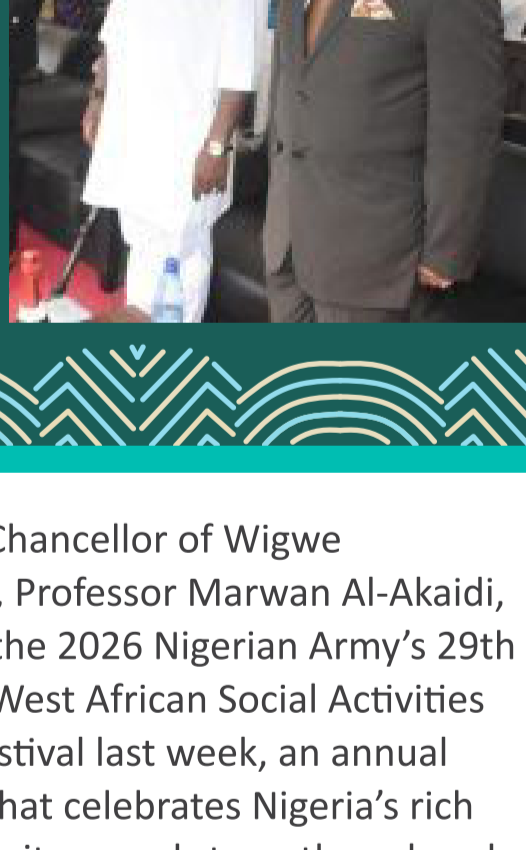 Chancellor of Wigwe
, Professor Marwan Al-Akaidi,
the 2026 Nigerian Army’s 29th
West African Social Activities
stival last week, an annual
hat celebrates Nigeria’s rich